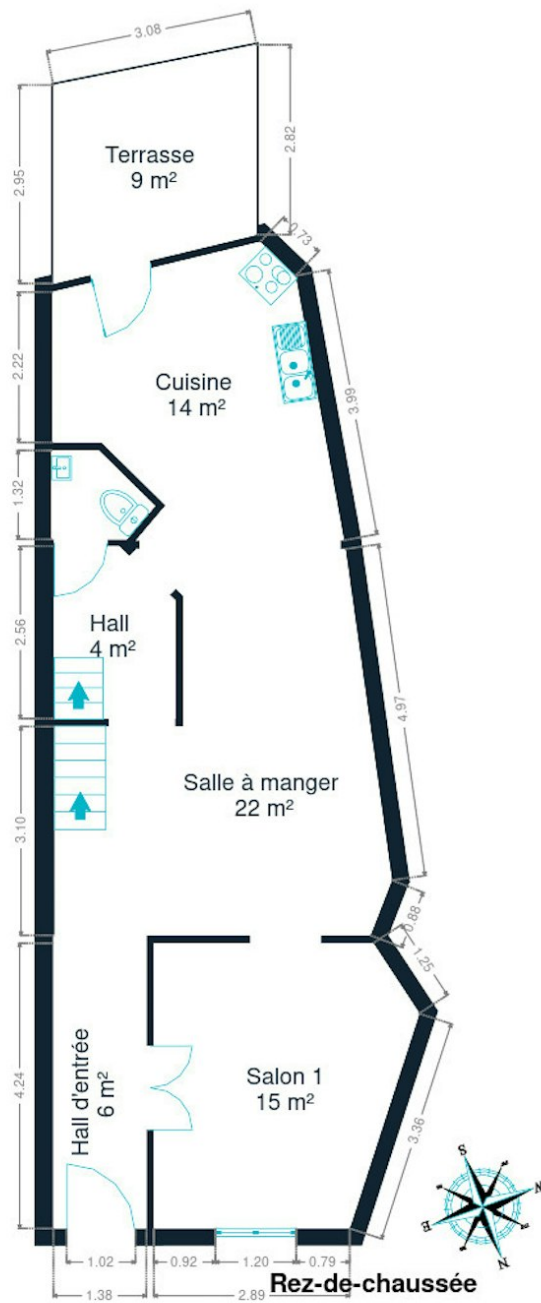 3.08
2.95
2.82
Terrasse
9 m²
0.73
2.22
Cuisine
14 m²
3.99
1.32
2.56
Hall
4 m²
4.97
3.10
Salle à manger
22 m²
0.88
1.25
4.24
Hall d'entrée
6 m²
Salon 1
15 m²
3.36
S
N
E
N
1.02
0.92
1.20
0.79
1.38
2.89
Rez-de-chaussée